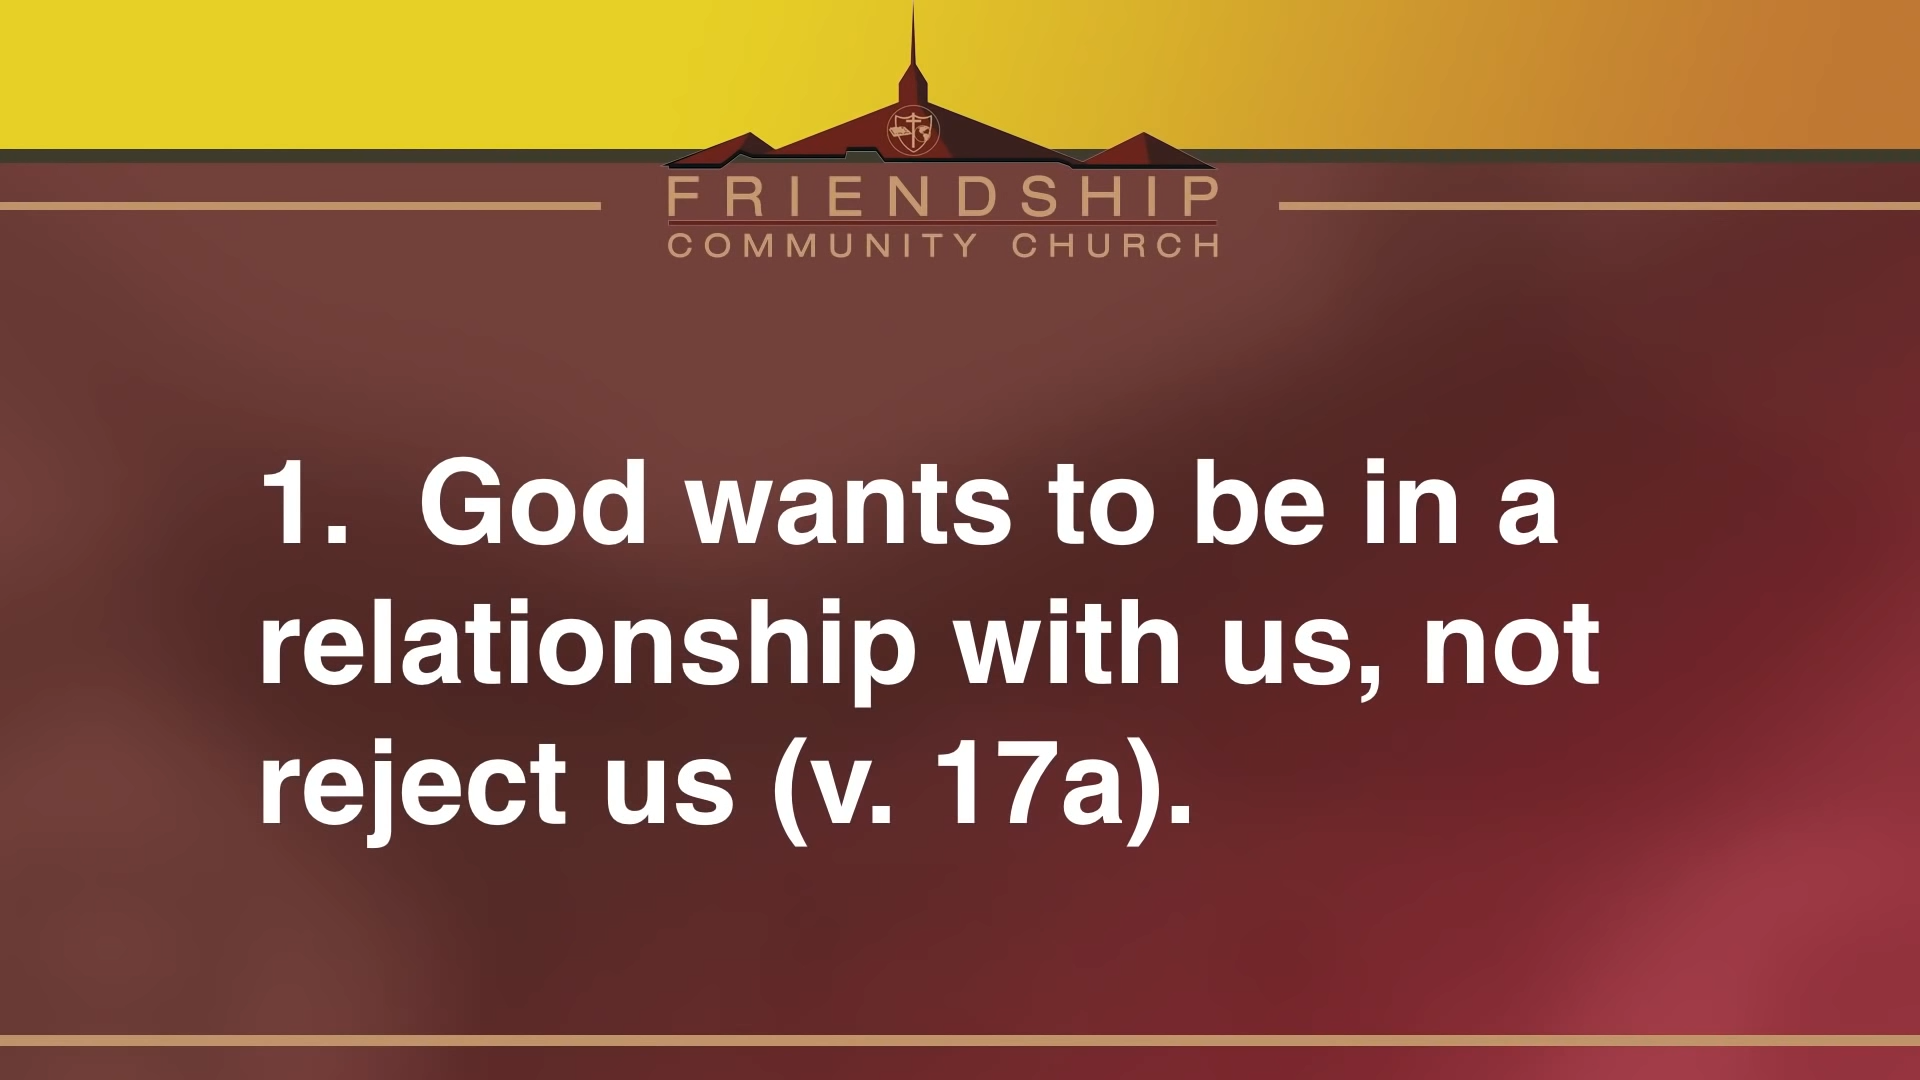 FRIENDSHIP
COMMUNITY CHURCH
1.  God wants to be in a
relationship with us, not
reject us (v. 17a).